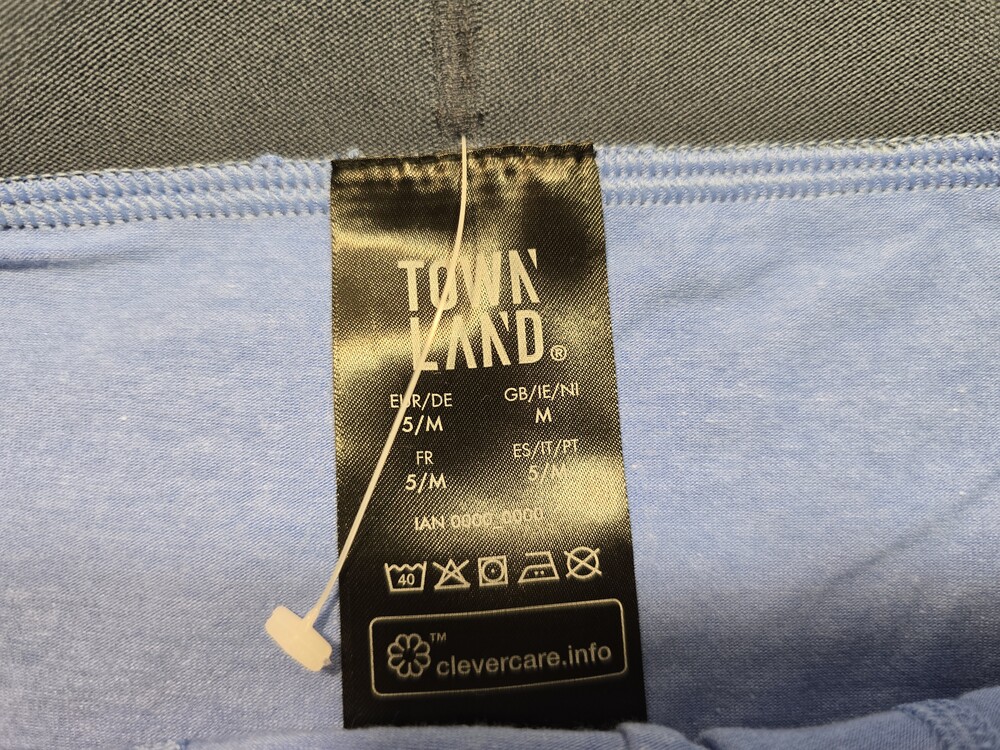 TOWN
LAND®
EUR/DE GB/IE/NI
5/M M
FR ES/IT/PT
5/M 5/M
IAN 0000_0000
40
™
clevercare.info